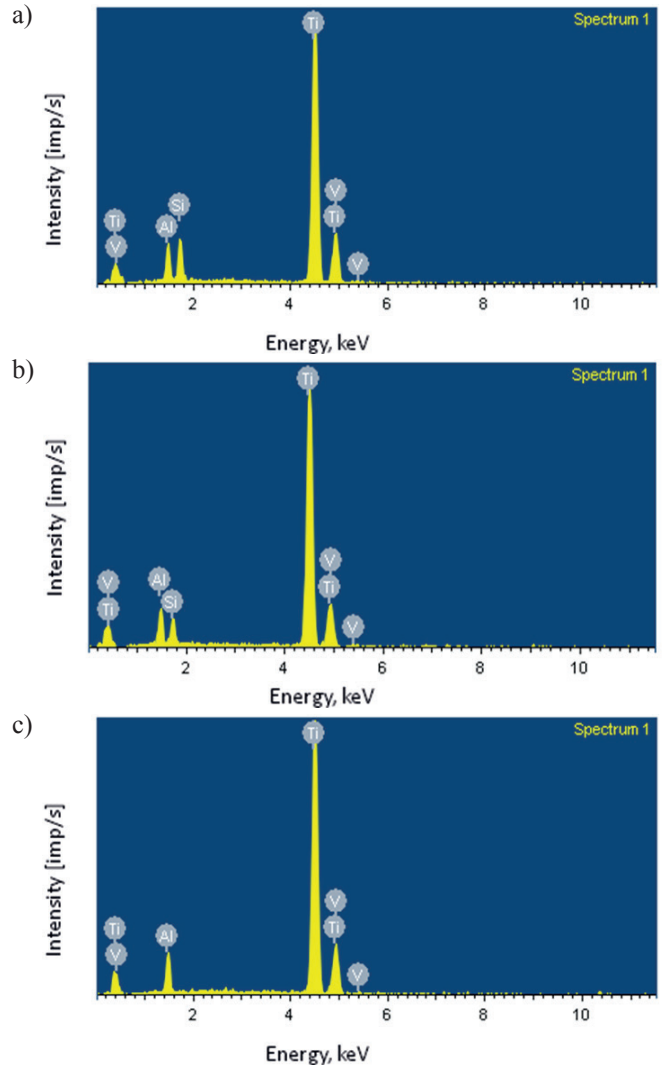 a)
Spectrum 1
Intensity [imp/s]
Ti
Si
V
Ti
Al
Ti
V
V
2 4 6 8 10
Energy, keV
b)
Spectrum 1
Intensity [imp/s]
Ti
V
Al
V
Ti
Si
Ti
V
2 4 6 8 10
Energy, keV
c)
Spectrum 1
Intensity [imp/s]
Ti
V
Ti
Al
Ti
V
V
2 4 6 8 10
Energy, keV